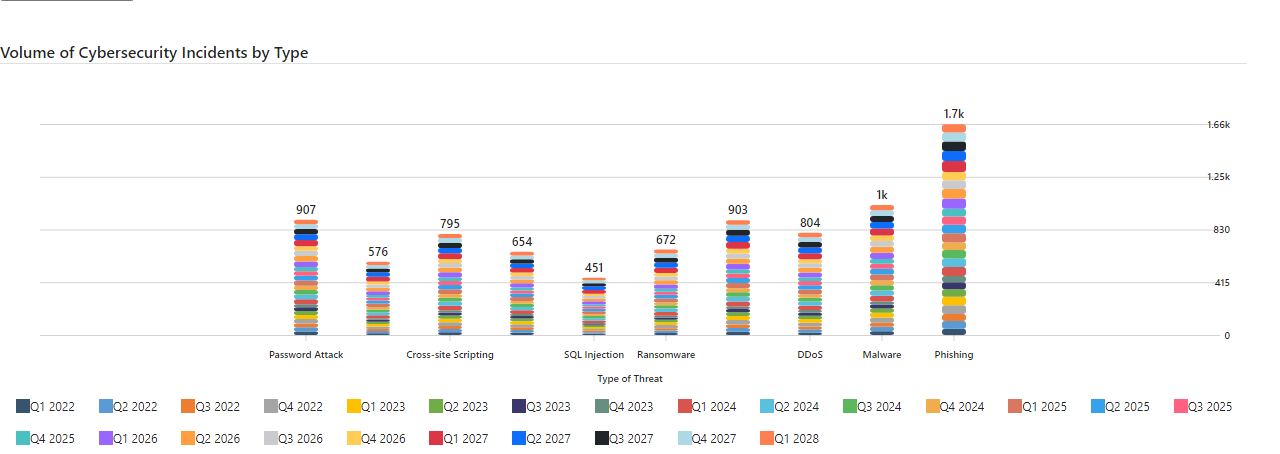 Volume of Cybersecurity Incidents by Type
1.7k
1.66k
1k
1.25k
907
903
795
804
830
654
672
576
451
415
0
Password Attack Cross-site Scripting SQL Injection Ransomware DDoS Malware Phishing
Type of Threat
Q1 2022 Q2 2022 Q3 2022 Q4 2022 Q1 2023 Q2 2023 Q3 2023 Q4 2023 Q1 2024 Q2 2024 Q3 2024 Q4 2024 Q1 2025 Q2 2025 Q3 2025
Q4 2025 Q1 2026 Q2 2026 Q3 2026 Q4 2026 Q1 2027 Q2 2027 Q3 2027 Q4 2027 Q1 2028